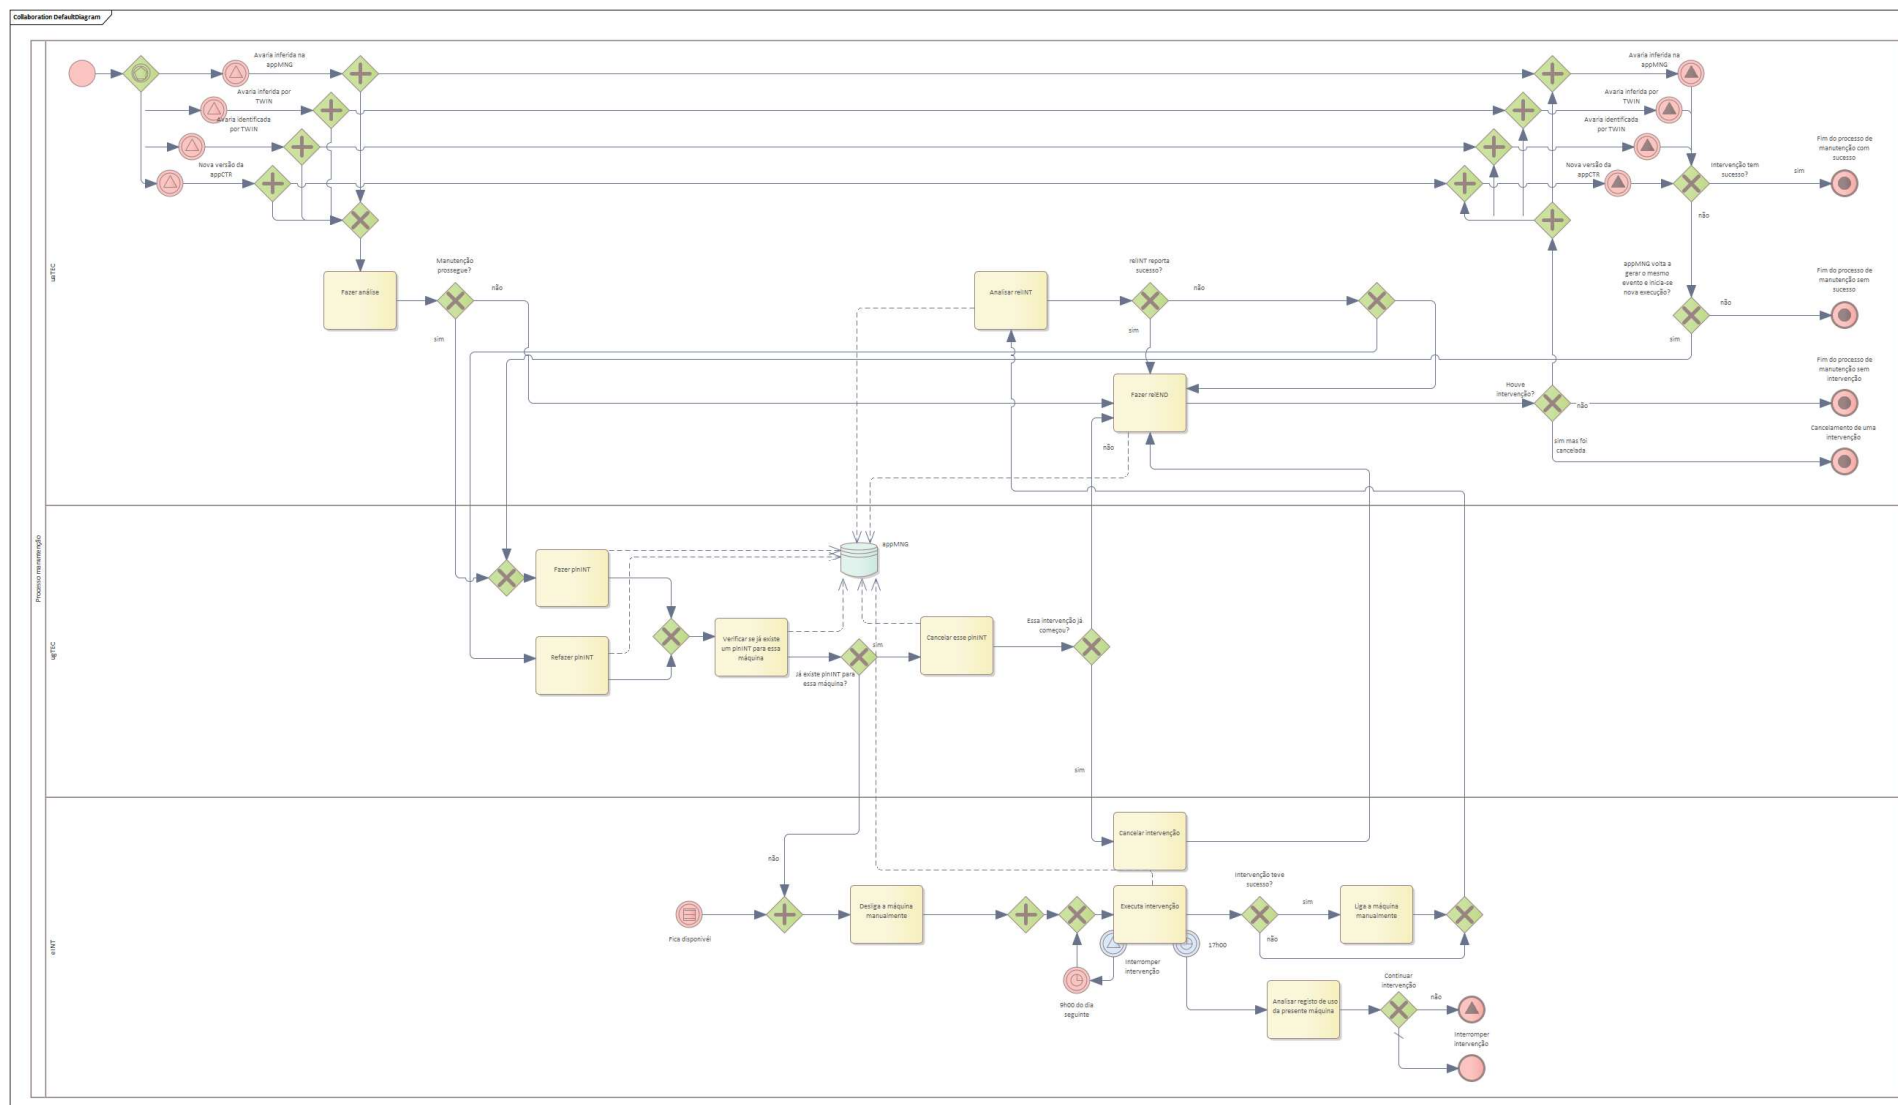 Collaboration DefaultDiagram
Processo manutenção
usTEC
Avaria inferida na
appMNG
Avaria inferida por
TWIN
Avaria identificada
por TWIN
Nova versão da
appCTR
Avaria inferida na
appMNG
Avaria inferida por
TWIN
Avaria identificada
por TWIN
Nova versão da
appCTR
Intervenção tem
sucesso?
sim
Fim do processo de
manutenção com
sucesso
não
Fazer análise
Manutenção
prossegue?
não
sim
Analisar relINT
relINT reporta
sucesso?
não
sim
appMNG volta a
gerar o mesmo
evento e inicia-se
nova execução?
não
sim
Fim do processo de
manutenção sem
sucesso
Fazer relEND
não
Houve
intervenção?
não
Fim do processo de
manutenção sem
intervenção
sim mas foi
cancelada
Cancelamento de uma
intervenção
ugTEC
appMNG
Fazer plnINT
Refazer plnINT
Verificar se já existe
um plnINT para essa
máquina
sim
Já existe plnINT para
essa máquina?
Cancelar esse plnINT
Essa intervenção já
começou?
sim
eINT
Cancelar intervenção
não
Fica disponível
Desliga a máquina
manualmente
Executa intervenção
Interromper
intervenção
17h00
9h00 do dia
seguinte
Intervenção teve
sucesso?
sim
não
Liga a máquina
manualmente
Analisar registo de uso
da presente máquina
Continuar
intervenção
não
Interromper
intervenção